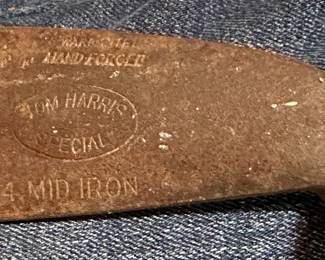 HAND FORGED
TOM HARRIS
SPECIAL
4 MID IRON